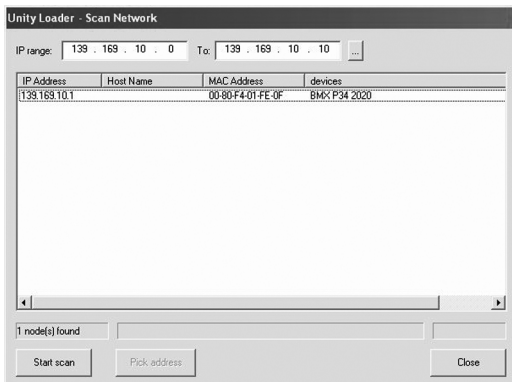 Unity Loader - Scan Network
IP range: 139 . 169 . 10 . 0 To: 139 . 169 . 10 . 10 ...
IP Address Host Name MAC Address devices
139.169.10.1 00-80-F4-01-FE-0F BMX P34 2020
1 node(s) found
Start scan Pick address Close